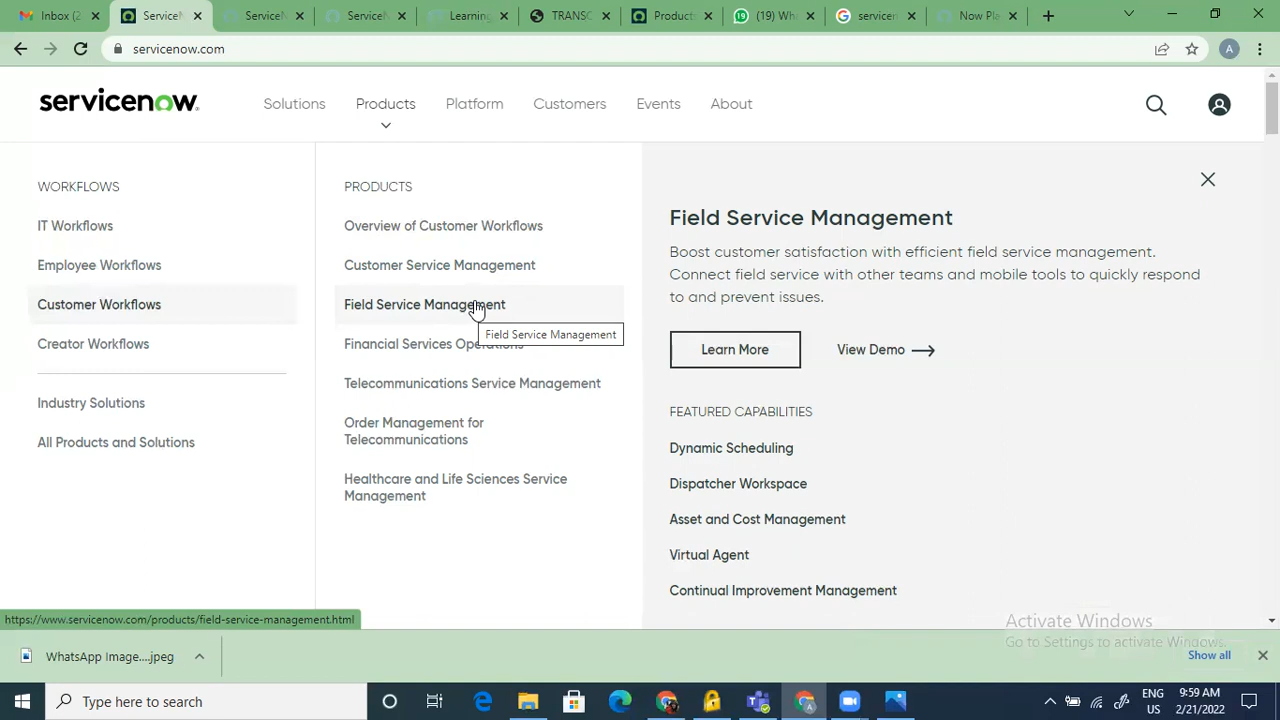 Inbox (2
ServiceN
ServiceN
ServiceN
Learning
TRANSC
Products
(19) Wh
servicen
Now Pla
servicenow.com
A
servicenow
Solutions
Products
Platform
Customers
Events
About
WORKFLOWS
IT Workflows
Employee Workflows
Customer Workflows
Creator Workflows
Industry Solutions
All Products and Solutions
PRODUCTS
Overview of Customer Workflows
Customer Service Management
Field Service Management
Field Service Management
Financial Services Operations
Telecommunications Service Management
Order Management for
Telecommunications
Healthcare and Life Sciences Service
Management
Field Service Management
Boost customer satisfaction with efficient field service management.
Connect field service with other teams and mobile tools to quickly respond
to and prevent issues.
Learn More
View Demo
FEATURED CAPABILITIES
Dynamic Scheduling
Dispatcher Workspace
Asset and Cost Management
Virtual Agent
Continual Improvement Management
https://www.servicenow.com/products/field-service-management.html
Activate Windows
Go to Settings to activate Windows.
WhatsApp Image....jpeg
Show all
Type here to search
ENG
US
9:59 AM
2/21/2022